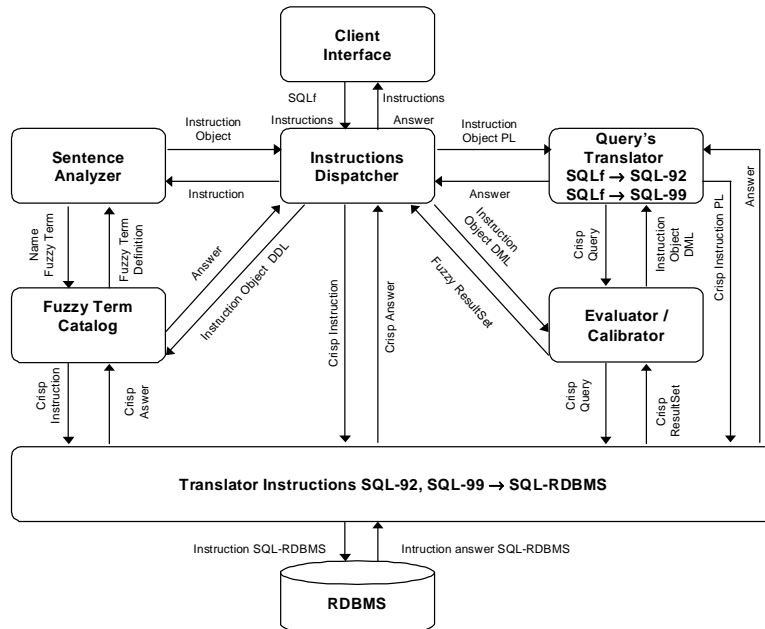 Client
Interface
SQLf
Instructions
Instructions
Answer
Instruction
Object
Instruction
Object PL
Sentence
Analyzer
Instructions
Dispatcher
Query's
Translator
SQLf → SQL-92
SQLf → SQL-99
Instruction
Answer
Name
Fuzzy Term
Fuzzy Term
Definition
Answer
Instruction Object DDL
Crisp Instruction
Crisp Answer
Instruction
Object DML
Fuzzy ResultSet
Crisp
Query
Instruction
Object
DML
Crisp Instruction PL
Answer
Fuzzy Term
Catalog
Evaluator /
Calibrator
Crisp
Instruction
Crisp
Aswer
Crisp
Query
Crisp
ResultSet
Translator Instructions SQL-92, SQL-99 → SQL-RDBMS
Instruction SQL-RDBMS
Intruction answer SQL-RDBMS
RDBMS